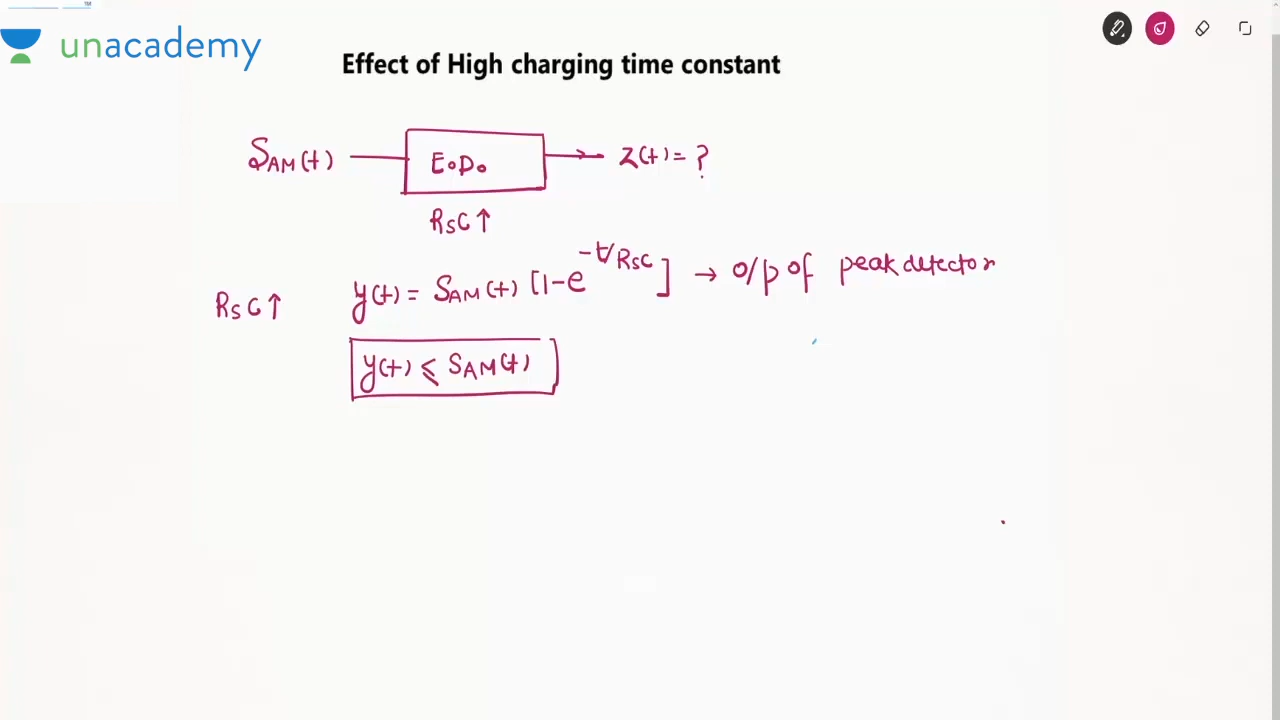 unacademy
Effect of High charging time constant
SAM(t) E.D. z(t) = ?
RSC↑
RSC↑ y(t) = SAM(t) [1-e^-t/RSC] → o/p of peak detector
y(t) ≤ SAM(t)